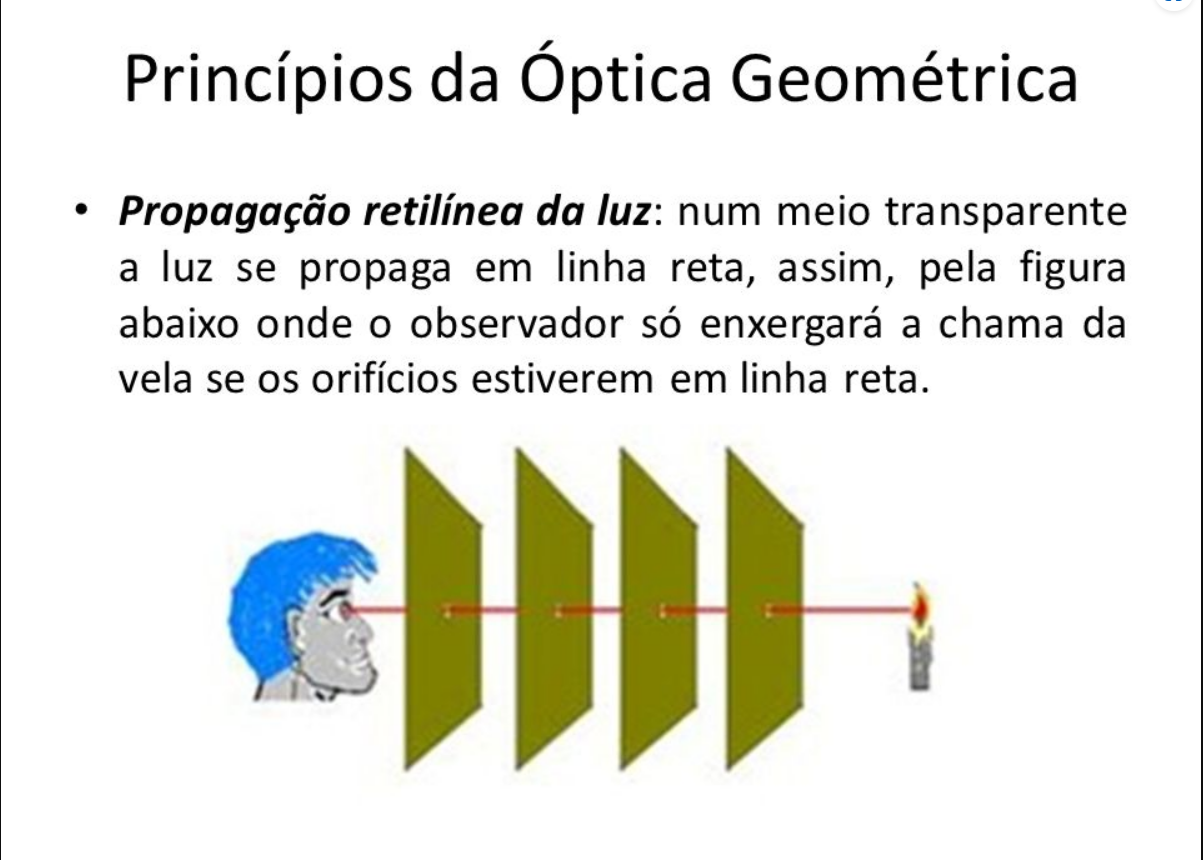 Princípios da Óptica Geométrica
• Propagação retilínea da luz: num meio transparente
a luz se propaga em linha reta, assim, pela figura
abaixo onde o observador só enxergará a chama da
vela se os orifícios estiverem em linha reta.